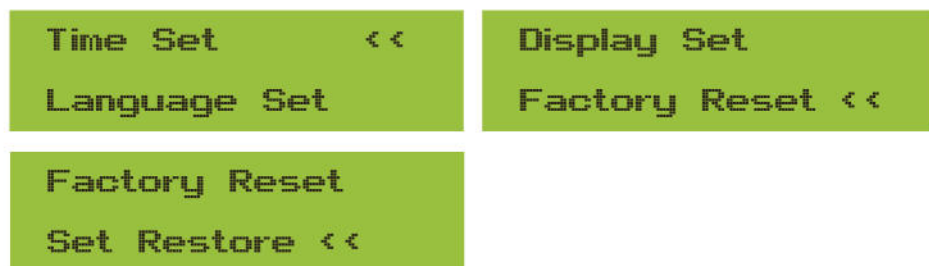 Time Set <<
Language Set
Display Set
Factory Reset <<
Factory Reset
Set Restore <<